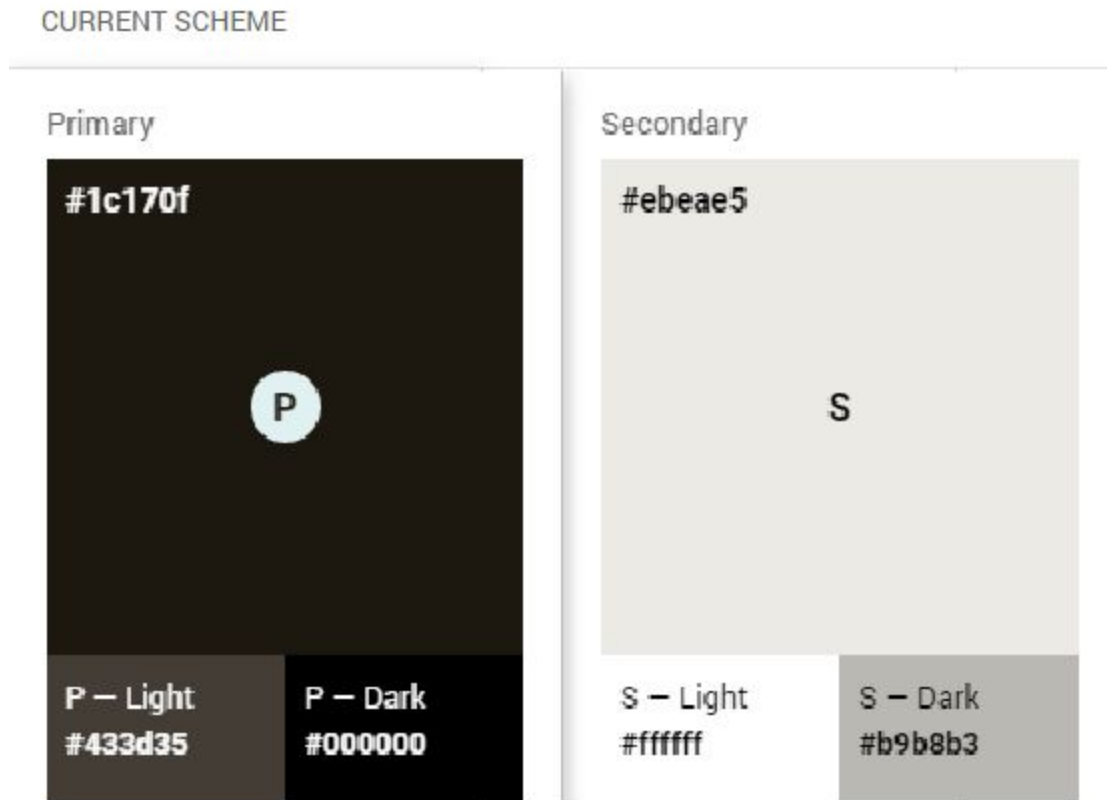 CURRENT SCHEME
Primary
#1c170f
P
P — Light
#433d35
P — Dark
#000000
Secondary
#ebeae5
S
S — Light
#ffffff
S — Dark
#b9b8b3